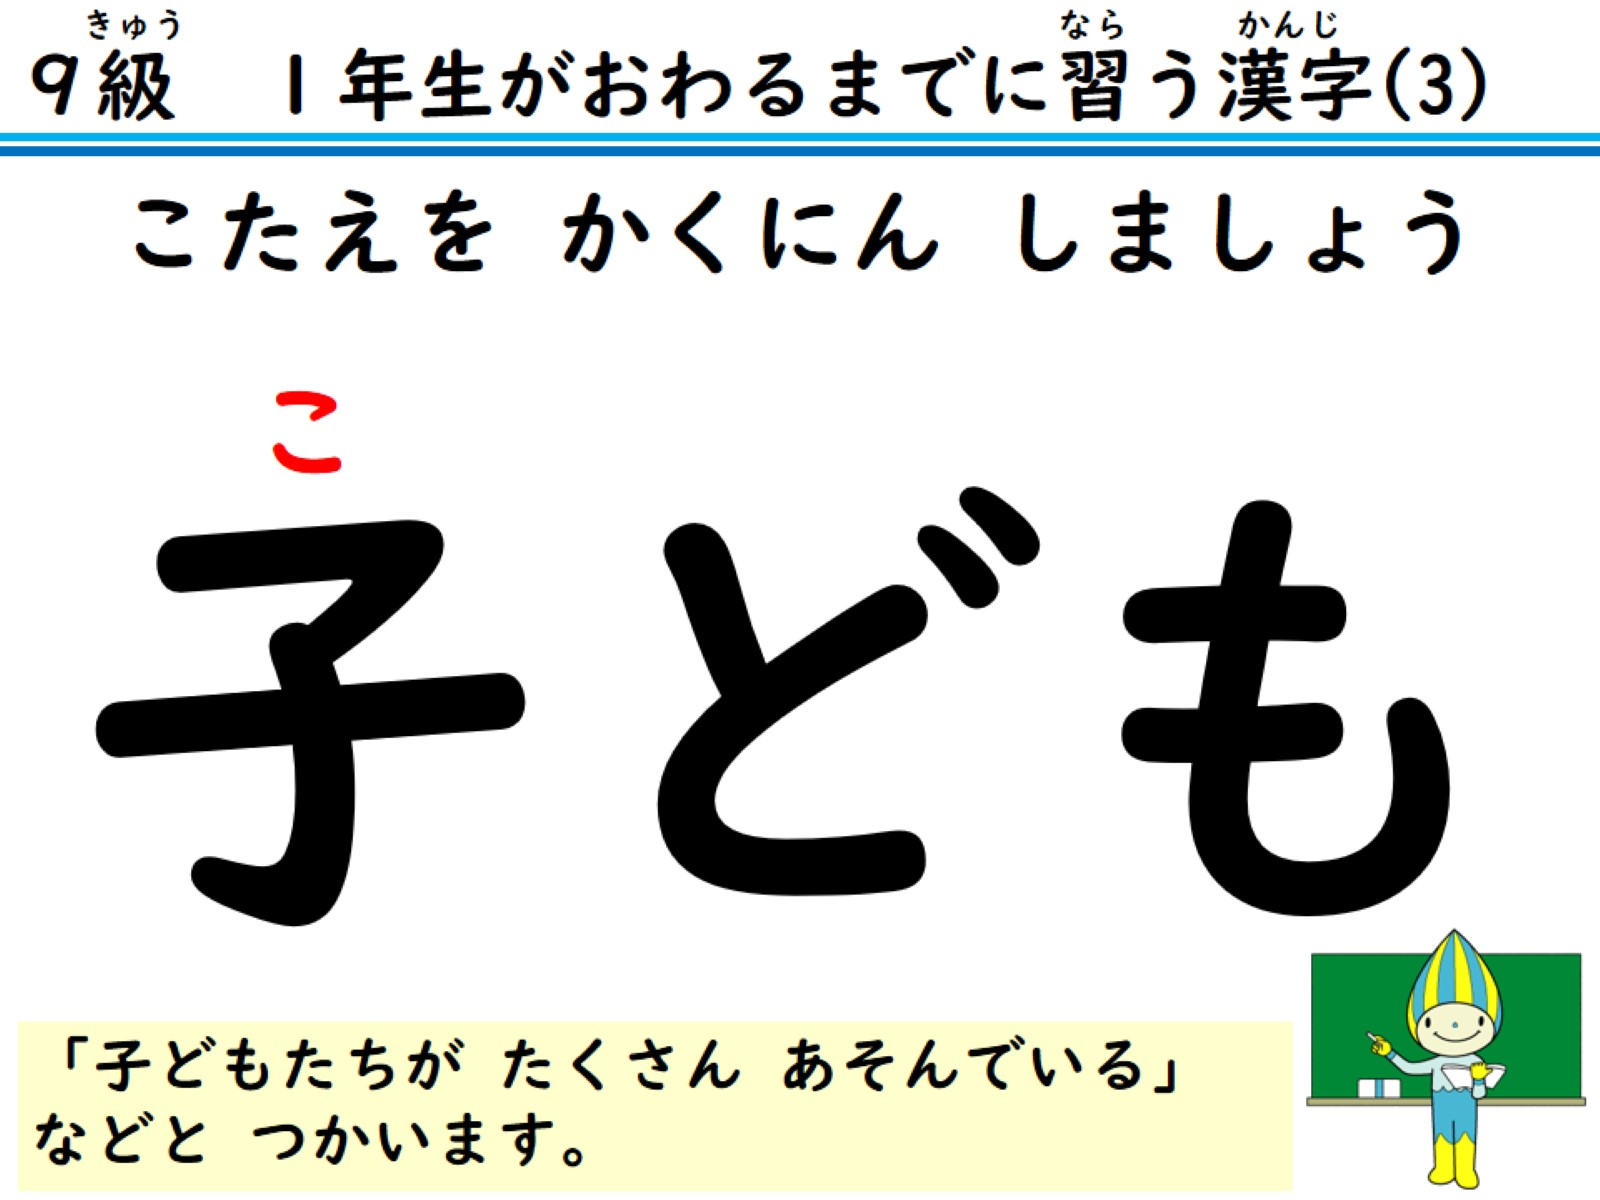 きゅう なら かんじ
9級 1年生がおわるまでに習う漢字(3)
こたえを かくにん しましょう
こ
子ども
「子どもたちが たくさん あそんでいる」
などと つかいます。